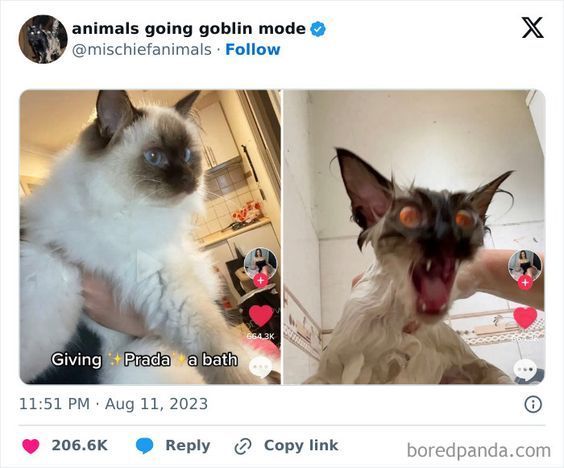 animals going goblin mode
@mischiefanimals · Follow
Giving ✨Prada✨ a bath
664.3K
11:51 PM · Aug 11, 2023
206.6K Reply Copy link
boredpanda.com